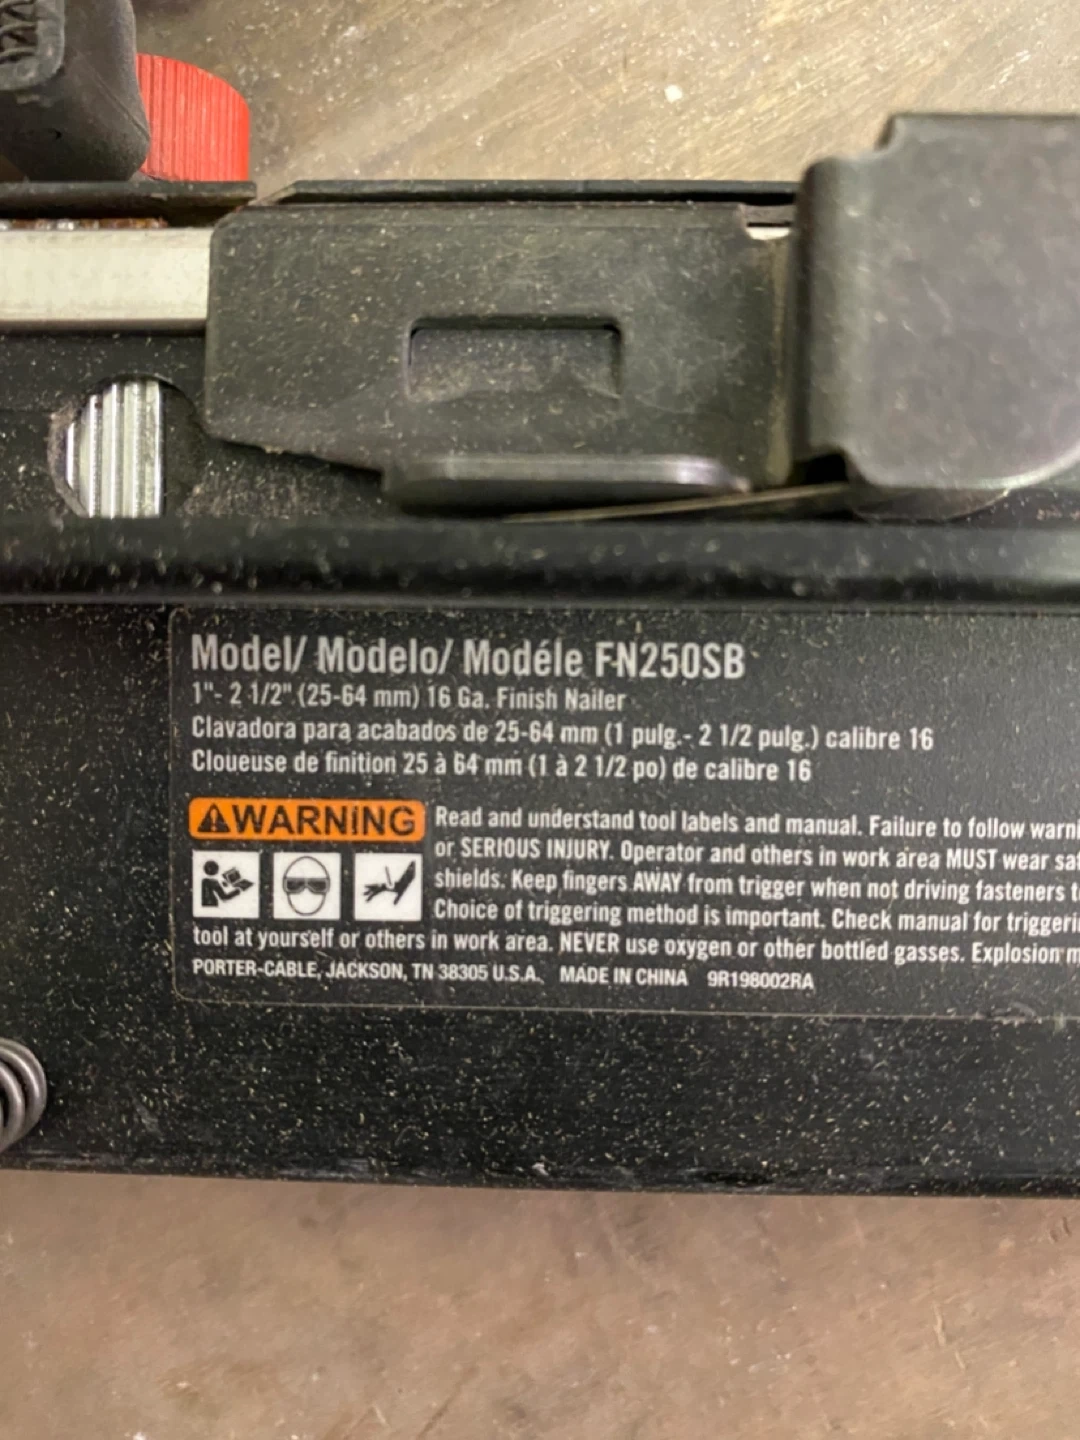 Model/ Modelo/ Modéle FN250SB
1"- 2 1/2" (25-64 mm) 16 Ga. Finish Nailer
Clavadora para acabados de 25-64 mm (1 pulg.- 2 1/2 pulg.) calibre 16
Cloueuse de finition 25 à 64 mm (1 à 2 1/2 po) de calibre 16
WARNING Read and understand tool labels and manual. Failure to follow
or SERIOUS INJURY. Operator and others in work area MUST wear
shields. Keep fingers AWAY from trigger when not driving fasteners
Choice of triggering method is important. Check manual for
tool at yourself or others in work area. NEVER use oxygen or other bottled gasses. Explosion
PORTER-CABLE, JACKSON, TN 38305 U.S.A. MADE IN CHINA 9R198002RA